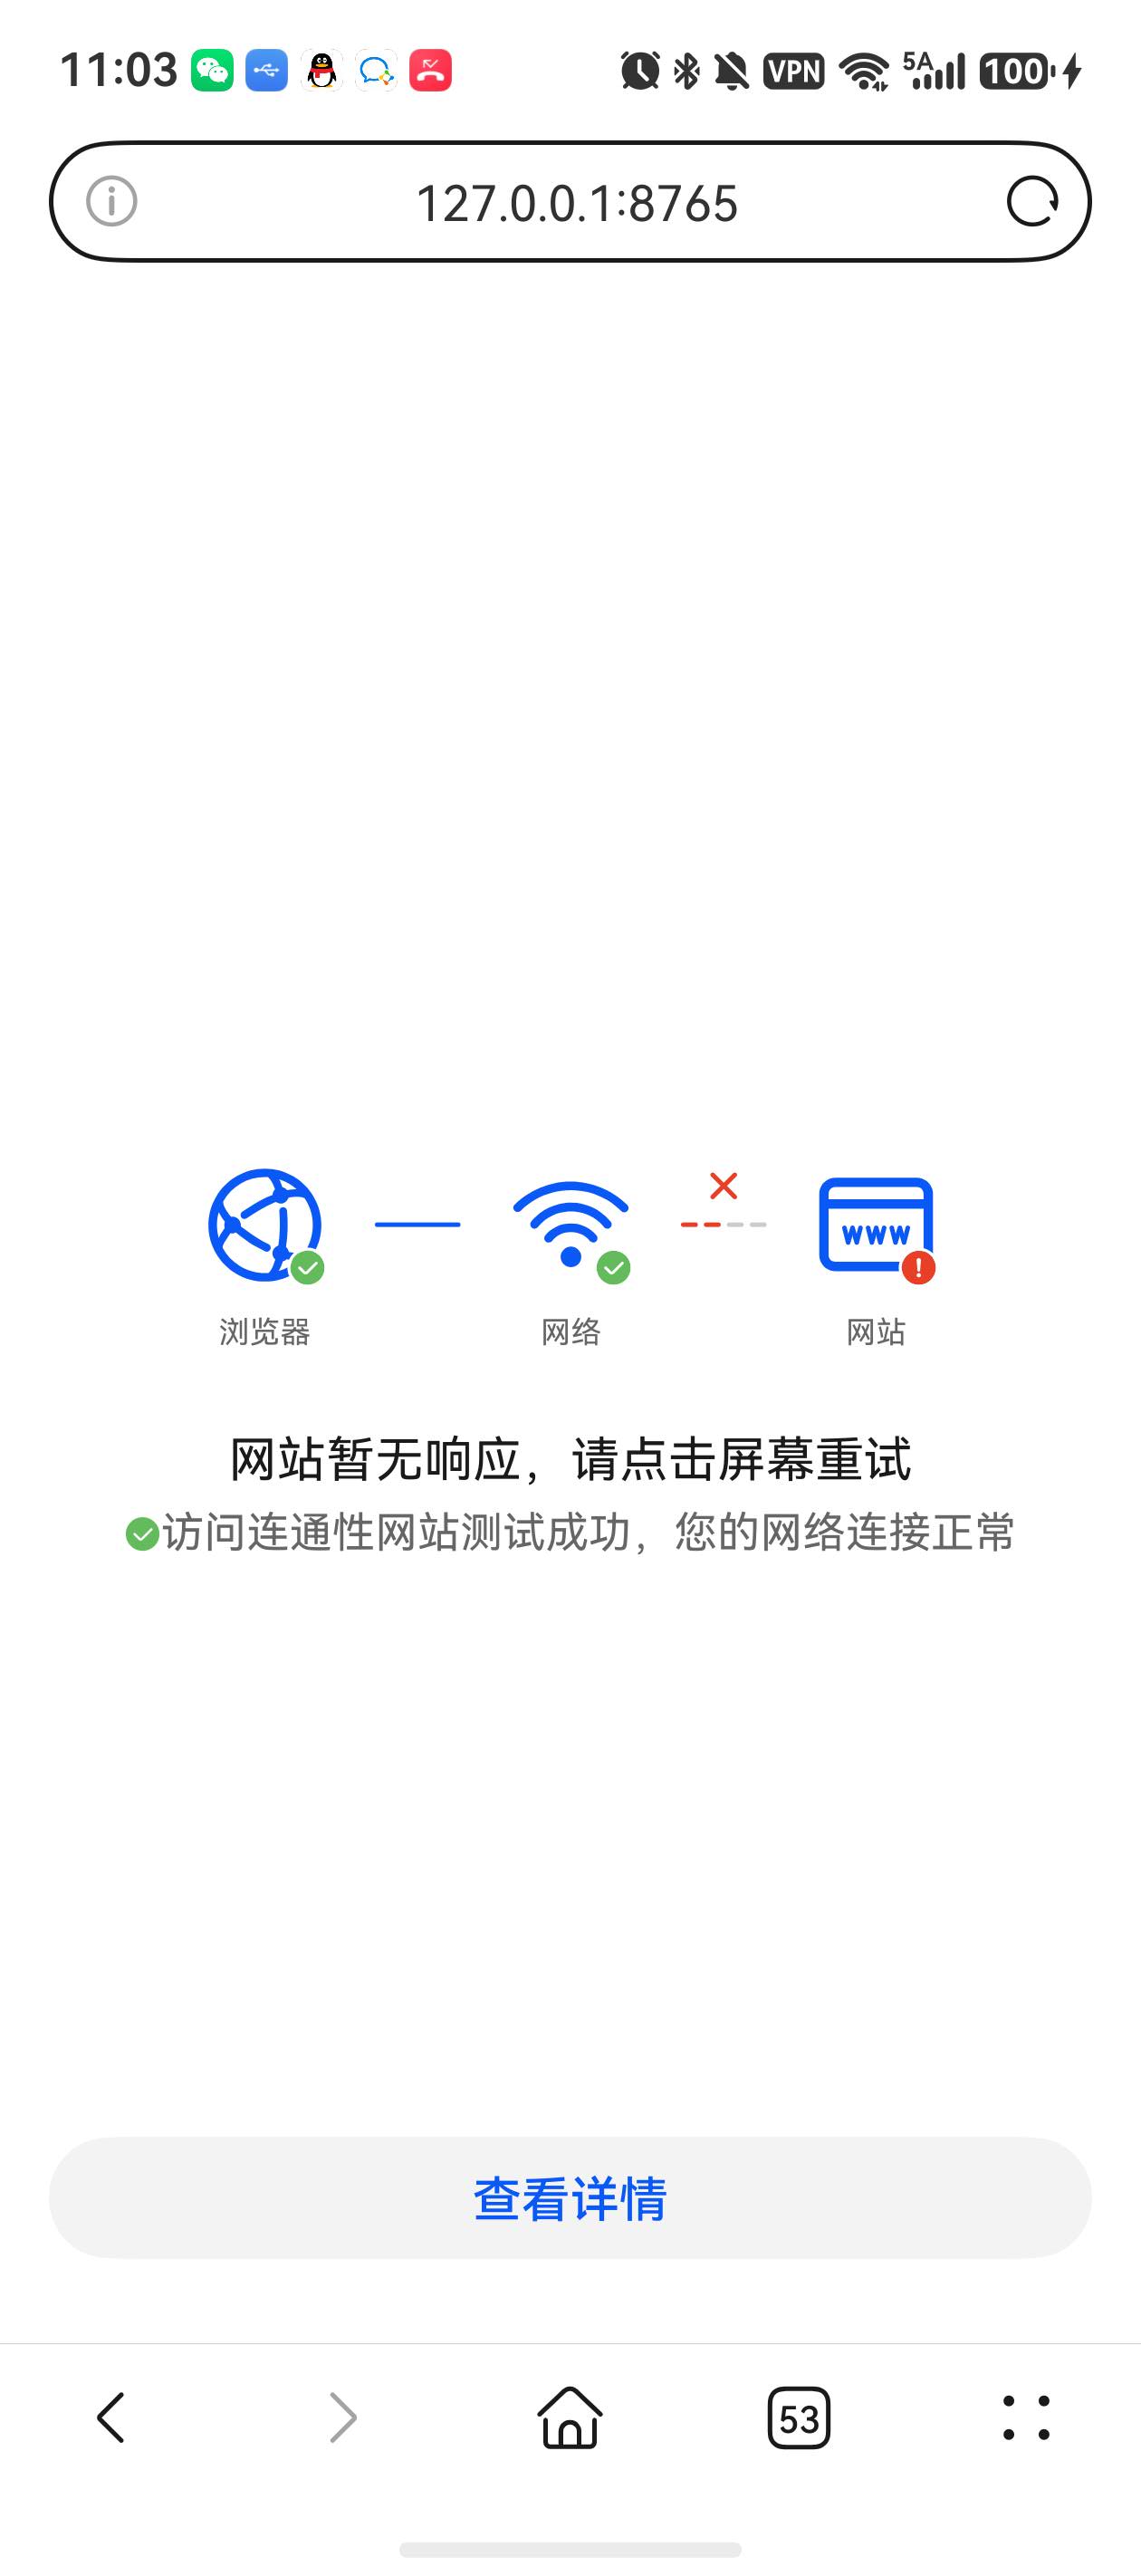 11:03
VPN
5A
100
127.0.0.1:8765
www
浏览器
网络
网站
网站暂无响应，请点击屏幕重试
访问连通性网站测试成功，您的网络连接正常
查看详情
53